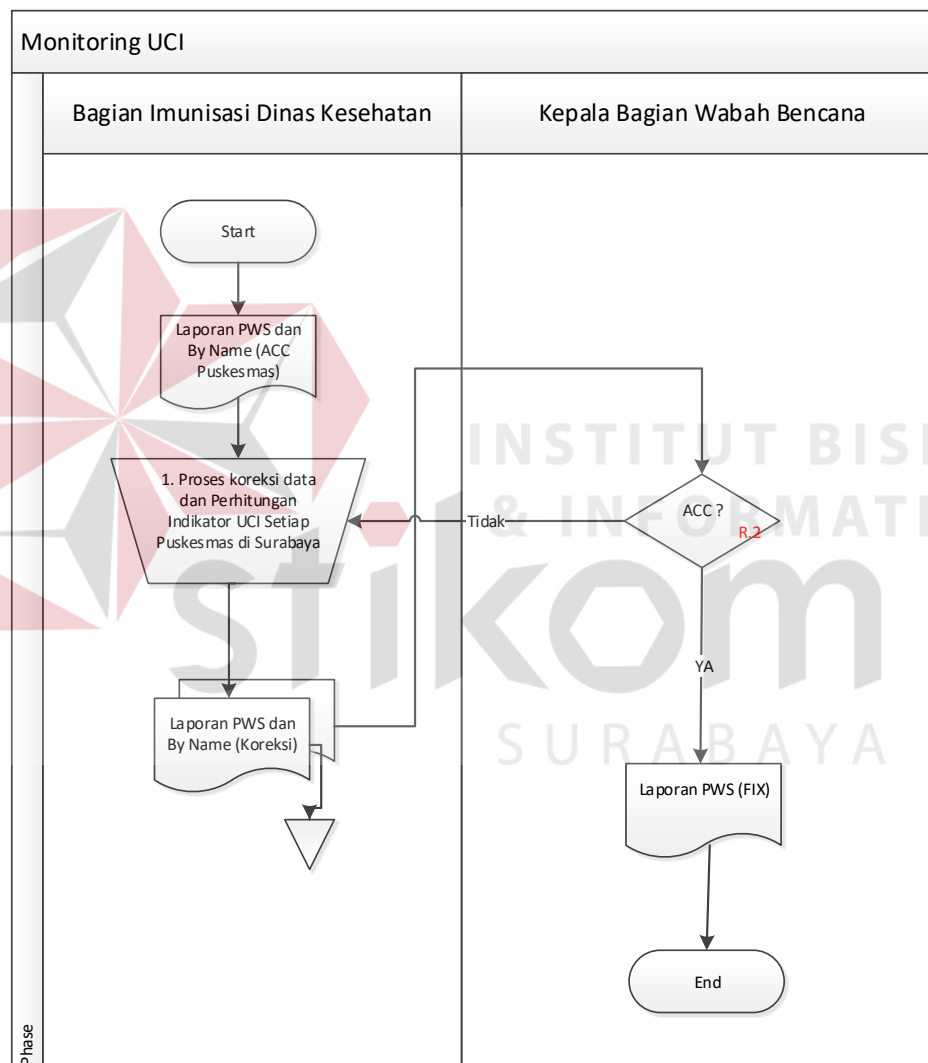 Monitoring UCI
Bagian Imunisasi Dinas Kesehatan
Kepala Bagian Wabah Bencana
Start
Laporan PWS dan
By Name (ACC
Puskesmas)
1. Proses koreksi data
dan Perhitungan
Indikator UCI Setiap
Puskesmas di Surabaya
ACC ?
R.2
Tidak
YA
Laporan PWS dan
By Name (Koreksi)
Laporan PWS (FIX)
End
Phase
INSTITUT BISI
& INFORMATI
stikom
SURABAYA